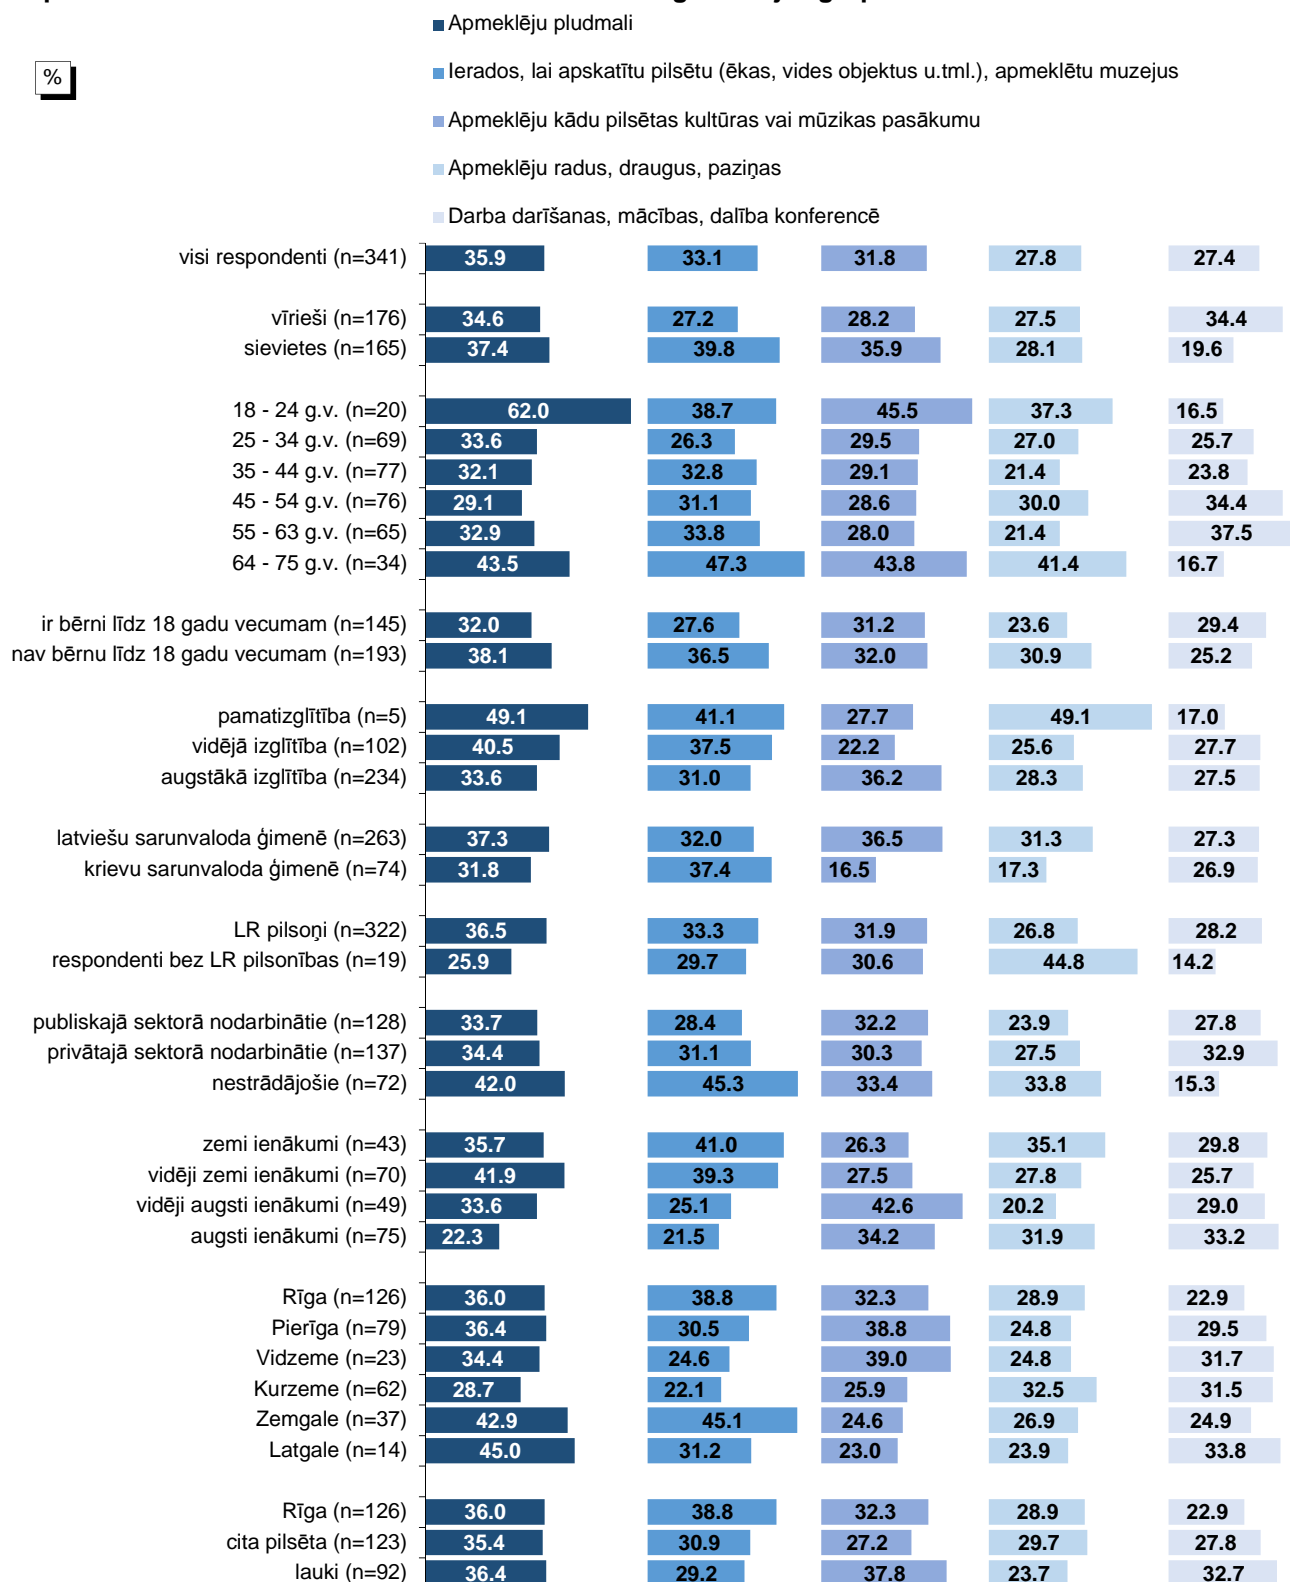 Apmeklēju pludmali
%
Ierados, lai apskatītu pilsētu (ēkas, vides objektus u.tml.), apmeklētu muzejus
Apmeklēju kādu pilsētas kultūras vai mūzikas pasākumu
Apmeklēju radus, draugus, paziņas
Darba darīšanas, mācības, dalība konferencē
visi respondenti (n=341) 35.9 33.1 31.8 27.8 27.4
vīrieši (n=176) 34.6 27.2 28.2 27.5 34.4
sievietes (n=165) 37.4 39.8 35.9 28.1 19.6
18 - 24 g.v. (n=20) 62.0 38.7 45.5 37.3 16.5
25 - 34 g.v. (n=69) 33.6 26.3 29.5 27.0 25.7
35 - 44 g.v. (n=77) 32.1 32.8 29.1 21.4 23.8
45 - 54 g.v. (n=76) 29.1 31.1 28.6 30.0 34.4
55 - 63 g.v. (n=65) 32.9 33.8 28.0 21.4 37.5
64 - 75 g.v. (n=34) 43.5 47.3 43.8 41.4 16.7
ir bērni līdz 18 gadu vecumam (n=145) 32.0 27.6 31.2 23.6 29.4
nav bērnu līdz 18 gadu vecumam (n=193) 38.1 36.5 32.0 30.9 25.2
pamatizglītība (n=5) 49.1 41.1 27.7 49.1 17.0
vidējā izglītība (n=102) 40.5 37.5 22.2 25.6 27.7
augstākā izglītība (n=234) 33.6 31.0 36.2 28.3 27.5
latviešu sarunvaloda ģimenē (n=263) 37.3 32.0 36.5 31.3 27.3
krievu sarunvaloda ģimenē (n=74) 31.8 37.4 16.5 17.3 26.9
LR pilsoņi (n=322) 36.5 33.3 31.9 26.8 28.2
respondenti bez LR pilsonības (n=19) 25.9 29.7 30.6 44.8 14.2
publiskajā sektorā nodarbinātie (n=128) 33.7 28.4 32.2 23.9 27.8
privātajā sektorā nodarbinātie (n=137) 34.4 31.1 30.3 27.5 32.9
nestrādājošie (n=72) 42.0 45.3 33.4 33.8 15.3
zemi ienākumi (n=43) 35.7 41.0 26.3 35.1 29.8
vidēji zemi ienākumi (n=70) 41.9 39.3 27.5 27.8 25.7
vidēji augsti ienākumi (n=49) 33.6 25.1 42.6 20.2 29.0
augsti ienākumi (n=75) 22.3 21.5 34.2 31.9 33.2
Rīga (n=126) 36.0 38.8 32.3 28.9 22.9
Pierīga (n=79) 36.4 30.5 38.8 24.8 29.5
Vidzeme (n=23) 34.4 24.6 39.0 24.8 31.7
Kurzeme (n=62) 28.7 22.1 25.9 32.5 31.5
Zemgale (n=37) 42.9 45.1 24.6 26.9 24.9
Latgale (n=14) 45.0 31.2 23.0 23.9 33.8
Rīga (n=126) 36.0 38.8 32.3 28.9 22.9
cita pilsēta (n=123) 35.4 30.9 27.2 29.7 27.8
lauki (n=92) 36.4 29.2 37.8 23.7 32.7